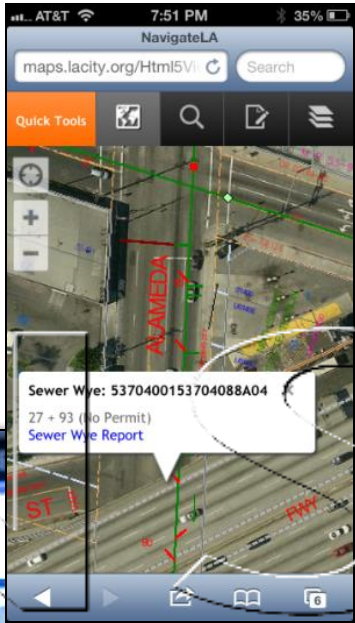 AT&T 7:51 PM 35%
NavigateLA
maps.lacity.org/Html5Vi
Search
Quick Tools
ALAMEDA
Sewer Wye: 5370400153704088A04
27 + 93 (No Permit)
Sewer Wye Report
ST
FWY
6